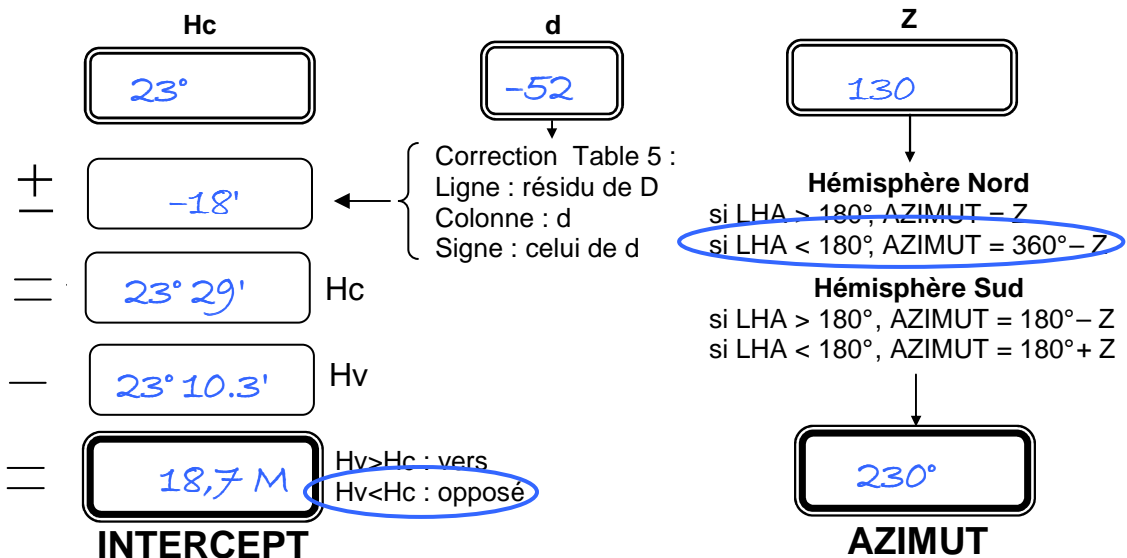 Hc
d
Z
23°
-52
130
+
−
-18'
Correction Table 5 :
Ligne : résidu de D
Colonne : d
Signe : celui de d
Hémisphère Nord
si LHA > 180°, AZIMUT = Z
si LHA < 180°, AZIMUT = 360°– Z
=
23° 29'
Hc
Hémisphère Sud
si LHA > 180°, AZIMUT = 180°– Z
si LHA < 180°, AZIMUT = 180°+ Z
−
23° 10.3'
Hv
=
18,7 M
Hv>Hc : vers
Hv<Hc : opposé
230°
INTERCEPT
AZIMUT